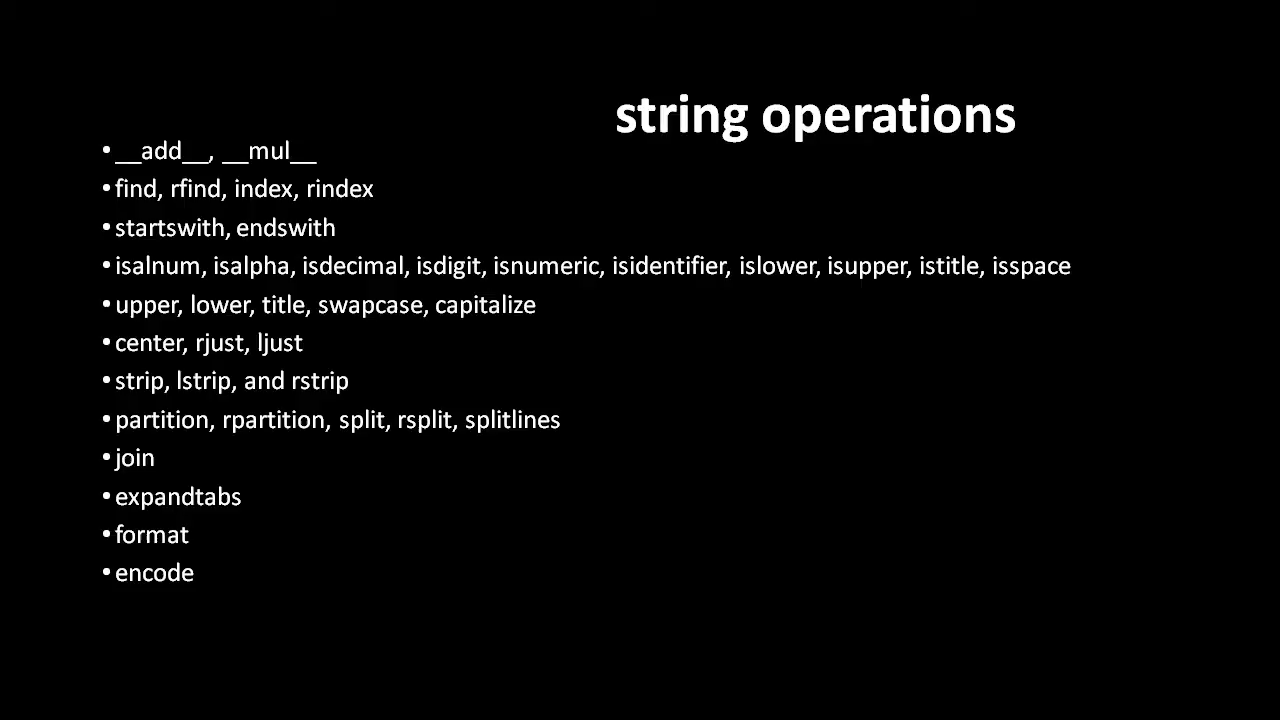 string operations
• __add__, __mul__
• find, rfind, index, rindex
• startswith, endswith
• isalnum, isalpha, isdecimal, isdigit, isnumeric, isidentifier, islower, isupper, istitle, isspace
• upper, lower, title, swapcase, capitalize
• center, rjust, ljust
• strip, lstrip, and rstrip
• partition, rpartition, split, rsplit, splitlines
• join
• expandtabs
• format
• encode